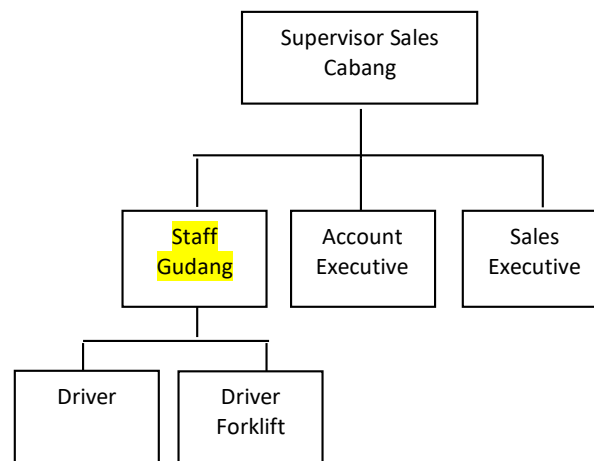 Supervisor Sales
Cabang
Staff
Gudang
Account
Executive
Sales
Executive
Driver
Driver
Forklift